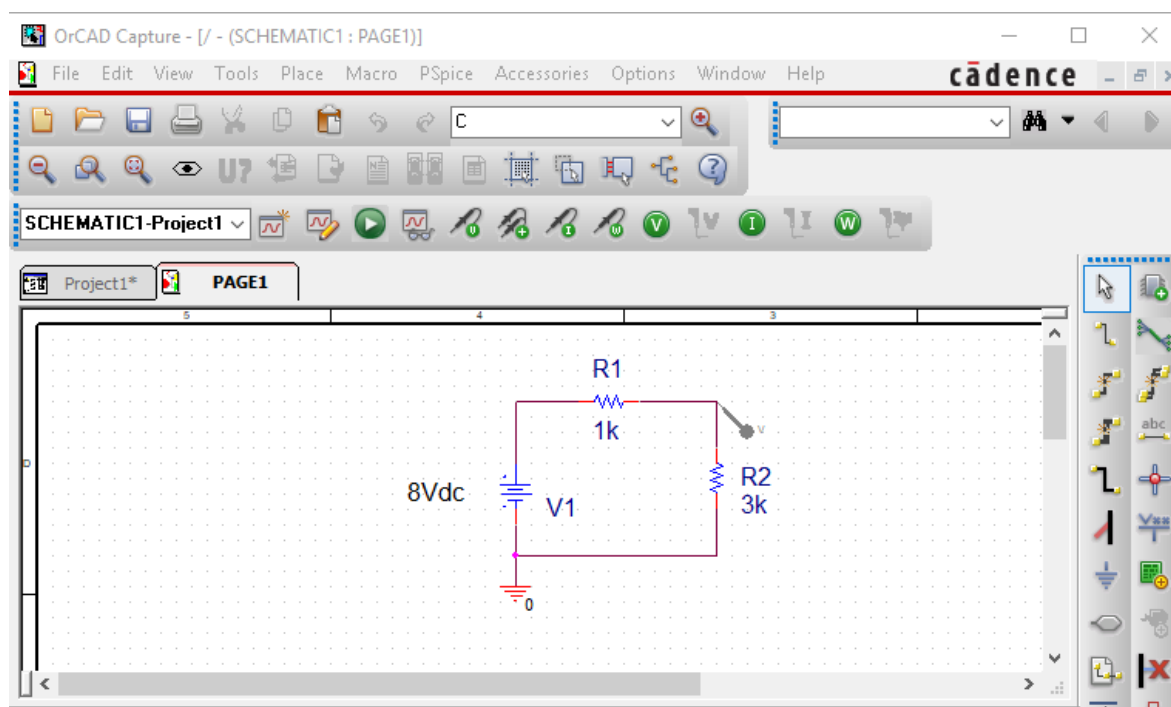 OrCAD Capture - [/ - (SCHEMATIC1 : PAGE1)]
File Edit View Tools Place Macro PSpice Accessories Options Window Help cādence
C
U?
SCHEMATIC1-Project1
V I W
Project1* PAGE1
5 4 3
R1
1k
V
D
8Vdc V1
R2
3k
0
abc